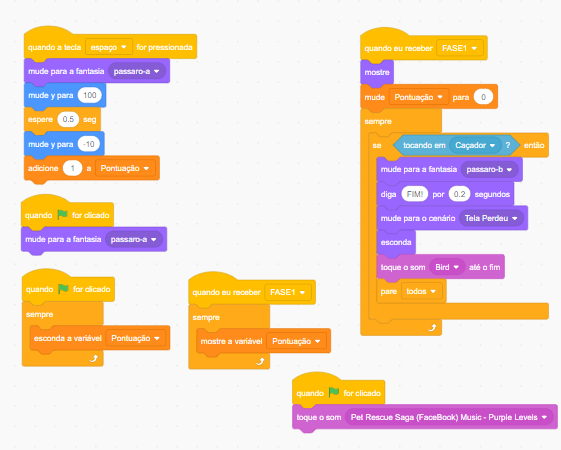 quando a tecla espaço for pressionada
mude para a fantasia passaro-a
mude y para 100
espere 0.5 seg
mude y para -10
adicione 1 a Pontuação
quando for clicado
mude para a fantasia passaro-a
quando for clicado
sempre
esconda a variável Pontuação
quando eu receber FASE1
sempre
mostre a variável Pontuação
quando eu receber FASE1
mostre
mude Pontuação para 0
sempre
se tocando em Caçador ? então
mude para a fantasia passaro-b
diga FIM! por 0.2 segundos
mude para o cenário Tela Perdeu
esconda
toque o som Bird até o fim
pare todos
quando for clicado
toque o som Pet Rescue Saga (FaceBook) Music - Purple Levels